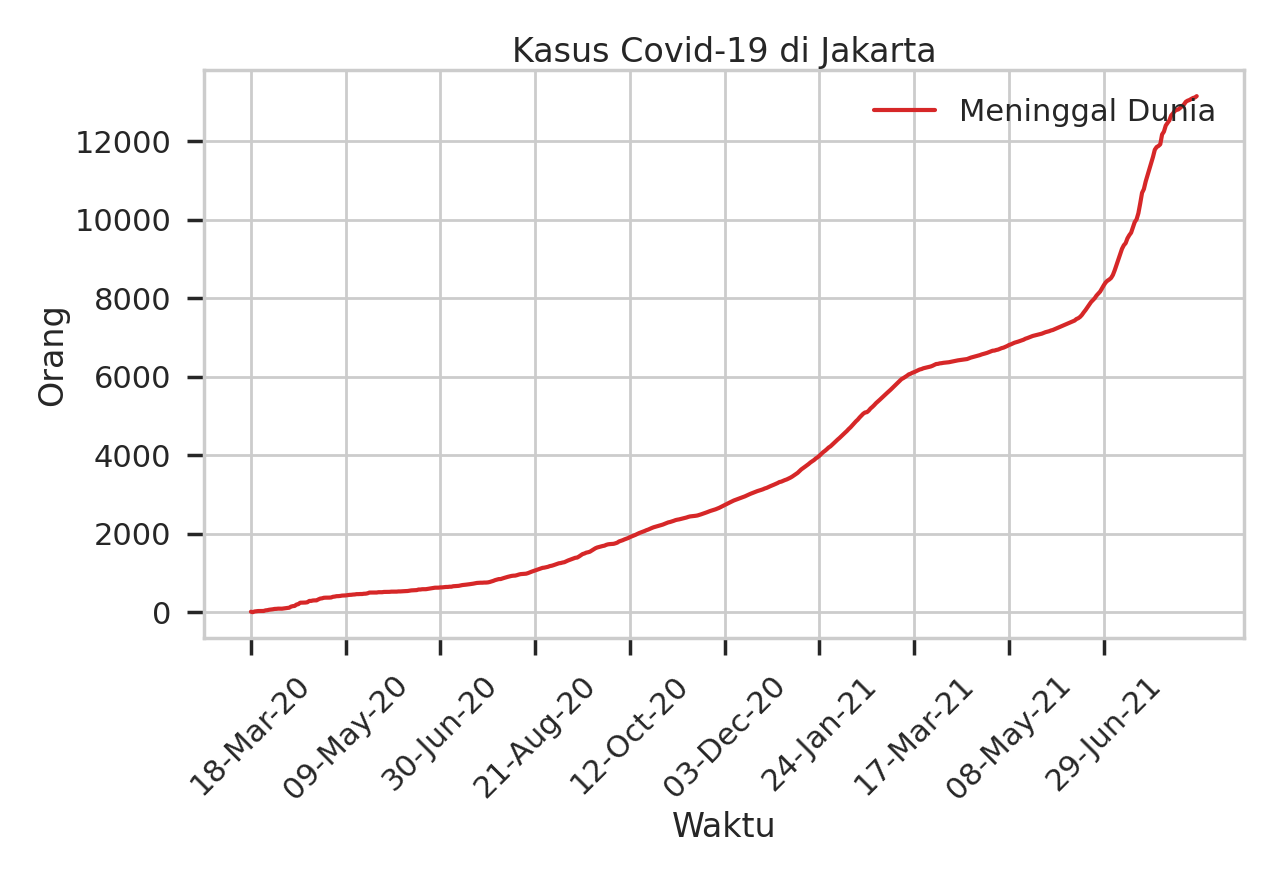 Kasus Covid-19 di Jakarta
Meninggal Dunia
12000
10000
8000
6000
4000
2000
0
Orang
18-Mar-20
09-May-20
30-Jun-20
21-Aug-20
12-Oct-20
03-Dec-20
24-Jan-21
17-Mar-21
08-May-21
29-Jun-21
Waktu